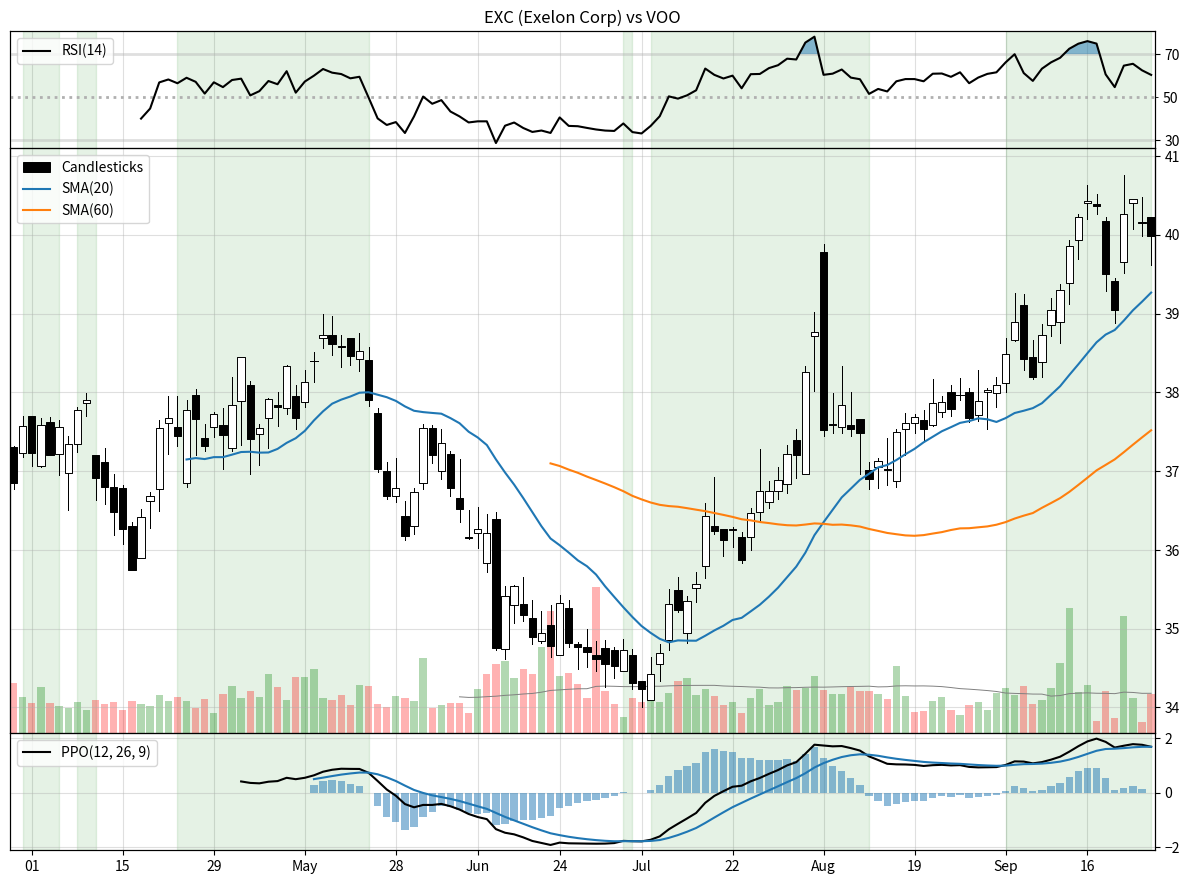 EXC (Exelon Corp) vs VOO
RSI(14)
70
50
30
Candlesticks
SMA(20)
SMA(60)
41
40
39
38
37
36
35
34
PPO(12, 26, 9)
2
0
−2
01 15 29 May 28 Jun 24 Jul 22 Aug 19 Sep 16